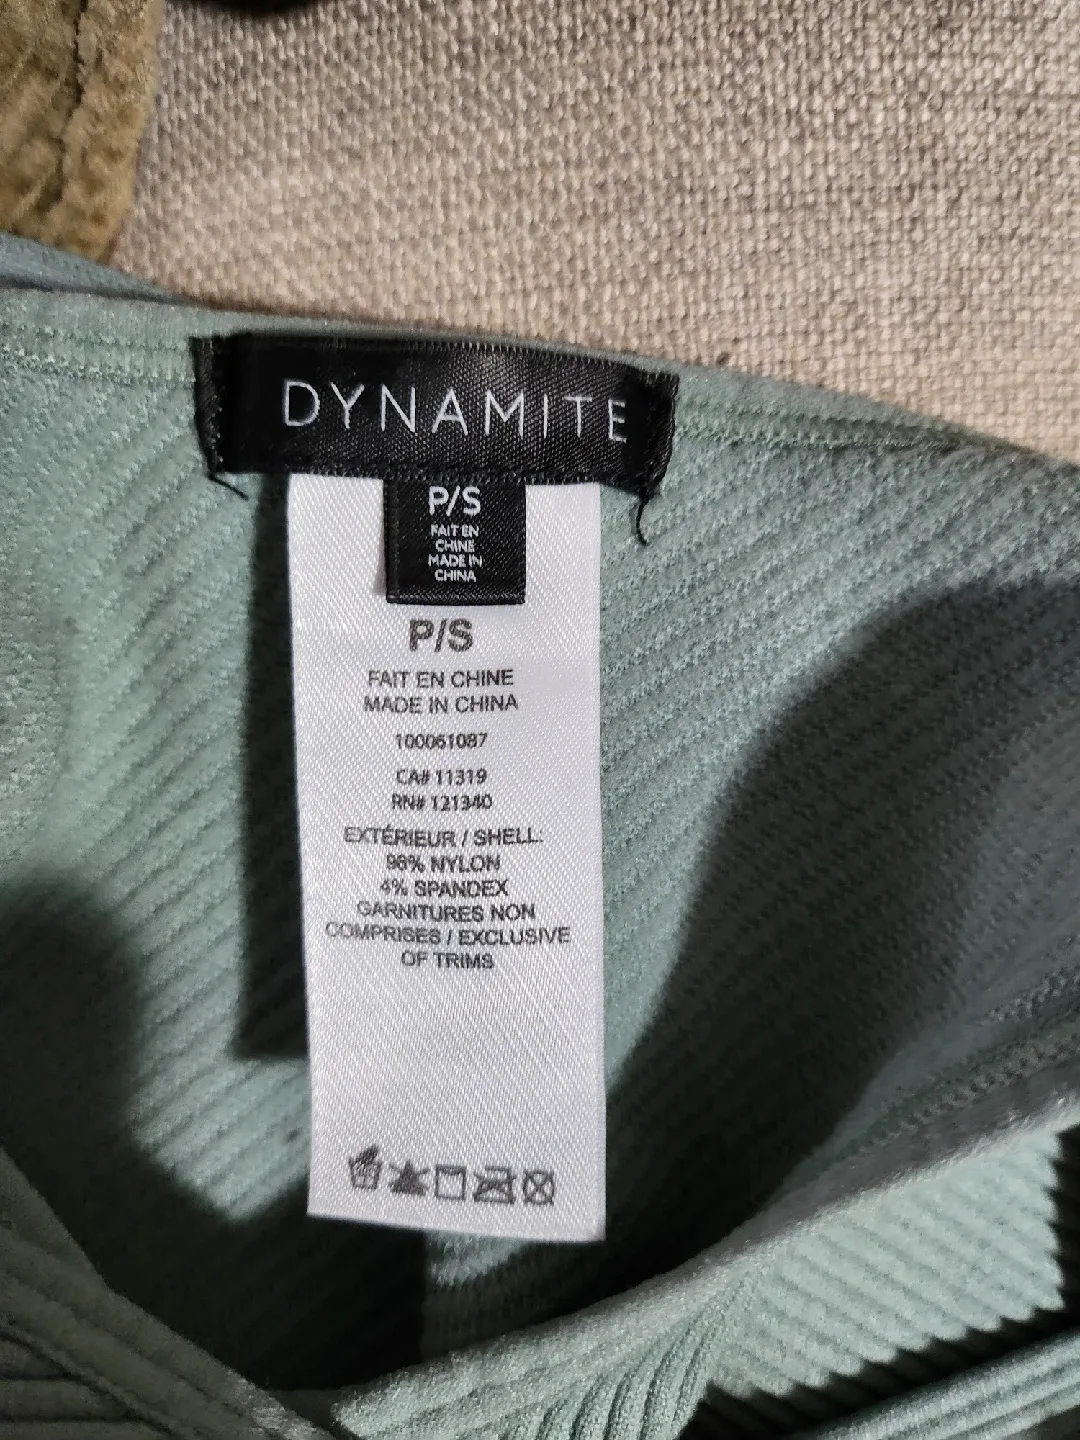 DYNAMITE
P/S
FAIT EN
CHINE
MADE IN
CHINA
P/S
FAIT EN CHINE
MADE IN CHINA
100061087
CA# 11319
RN# 121340
EXTÉRIEUR / SHELL:
96% NYLON
4% SPANDEX
GARNITURES NON
COMPRISES / EXCLUSIVE
OF TRIMS